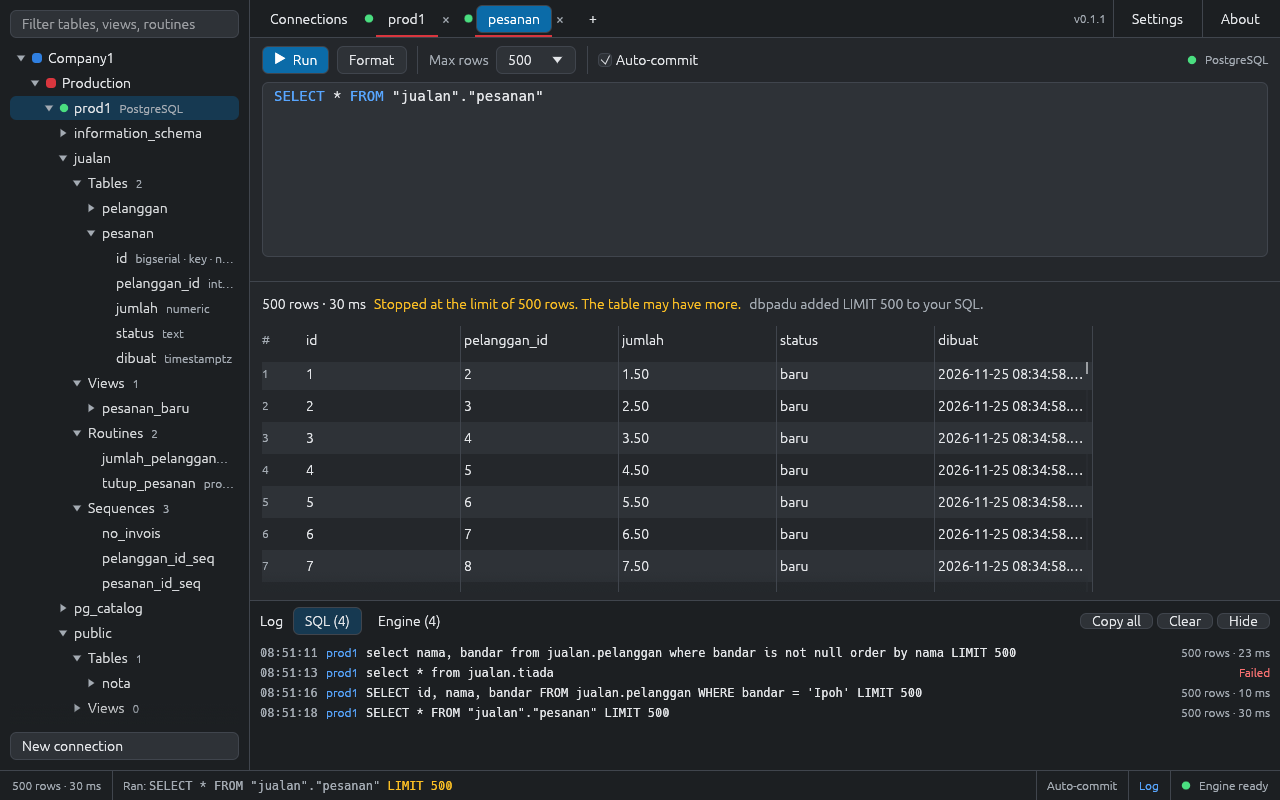 Filter tables, views, routines
Company1
Production
prod1 PostgreSQL
information_schema
jualan
Tables 2
pelanggan
pesanan
id bigserial · key · n…
pelanggan_id int…
jumlah numeric
status text
dibuat timestamptz
Views 1
pesanan_baru
Routines 2
jumlah_pelanggan…
tutup_pesanan pro…
Sequences 3
no_invois
pelanggan_id_seq
pesanan_id_seq
pg_catalog
public
Tables 1
nota
Views 0
New connection
Connections prod1 × pesanan × + v0.1.1 Settings About
Run Format Max rows 500 Auto-commit PostgreSQL
SELECT * FROM "jualan"."pesanan"
500 rows · 30 ms Stopped at the limit of 500 rows. The table may have more. dbpadu added LIMIT 500 to your SQL.
# id pelanggan_id jumlah status dibuat
1 1 2 1.50 baru 2026-11-25 08:34:58.…
2 2 3 2.50 baru 2026-11-25 08:34:58.…
3 3 4 3.50 baru 2026-11-25 08:34:58.…
4 4 5 4.50 baru 2026-11-25 08:34:58.…
5 5 6 5.50 baru 2026-11-25 08:34:58.…
6 6 7 6.50 baru 2026-11-25 08:34:58.…
7 7 8 7.50 baru 2026-11-25 08:34:58.…
Log SQL (4) Engine (4) Copy all Clear Hide
08:51:11 prod1 select nama, bandar from jualan.pelanggan where bandar is not null order by nama LIMIT 500 500 rows · 23 ms
08:51:13 prod1 select * from jualan.tiada Failed
08:51:16 prod1 SELECT id, nama, bandar FROM jualan.pelanggan WHERE bandar = 'Ipoh' LIMIT 500 500 rows · 10 ms
08:51:18 prod1 SELECT * FROM "jualan"."pesanan" LIMIT 500 500 rows · 30 ms
500 rows · 30 ms Ran: SELECT * FROM "jualan"."pesanan" LIMIT 500 Auto-commit Log Engine ready